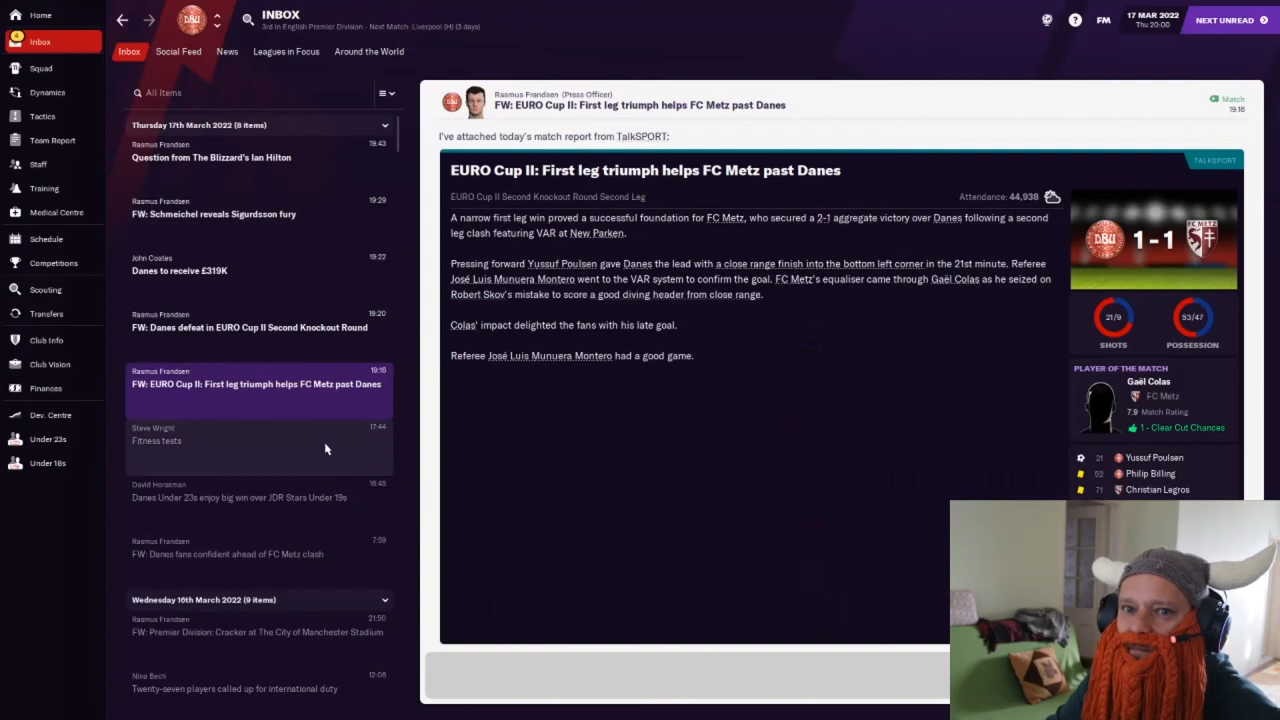 Home
INBOX
3rd in English Premier Division - Next Match: Liverpool (H) (3 days)
FM
17 MAR 2022
Thu 20:00
NEXT UNREAD
Inbox
Squad
Dynamics
Tactics
Team Report
Staff
Training
Medical Centre
Schedule
Competitions
Scouting
Transfers
Club Info
Club Vision
Finances
Dev. Centre
Under 23s
Under 18s
Inbox
Social Feed
News
Leagues in Focus
Around the World
All Items
Thursday 17th March 2022 (8 items)
Rasmus Frandsen 19:43
Question from The Blizzard's Ian Hilton
Rasmus Frandsen 19:29
FW: Schmeichel reveals Sigurdsson fury
John Coates 19:22
Danes to receive £319K
Rasmus Frandsen 19:20
FW: Danes defeat in EURO Cup II Second Knockout Round
Rasmus Frandsen 19:16
FW: EURO Cup II: First leg triumph helps FC Metz past Danes
Steve Wright 17:44
Fitness tests
David Horseman 16:45
Danes Under 23s enjoy big win over JDR Stars Under 19s
Rasmus Frandsen 7:59
FW: Danes fans confident ahead of FC Metz clash
Wednesday 16th March 2022 (9 items)
Rasmus Frandsen 21:50
FW: Premier Division: Cracker at The City of Manchester Stadium
Nina Bech 12:06
Twenty-seven players called up for international duty
Rasmus Frandsen (Press Officer)
FW: EURO Cup II: First leg triumph helps FC Metz past Danes
Match
19:16
I've attached today's match report from TalkSPORT:
TALKSPORT
EURO Cup II: First leg triumph helps FC Metz past Danes
EURO Cup II Second Knockout Round Second Leg
Attendance: 44,938
A narrow first leg win proved a successful foundation for FC Metz, who secured a 2-1 aggregate victory over Danes following a second
leg clash featuring VAR at New Parken.
Pressing forward Yussuf Poulsen gave Danes the lead with a close range finish into the bottom left corner in the 21st minute. Referee
José Luis Munuera Montero went to the VAR system to confirm the goal. FC Metz's equaliser came through Gaël Colas as he seized on
Robert Skov's mistake to score a good diving header from close range.
Colas' impact delighted the fans with his late goal.
Referee José Luis Munuera Montero had a good game.
DBU 1 - 1 FC METZ
21/9
SHOTS
53/47
POSSESSION
PLAYER OF THE MATCH
Gaël Colas
FC Metz
7.9 Match Rating
1 - Clear Cut Chances
21 Yussuf Poulsen
52 Philip Billing
71 Christian Legros